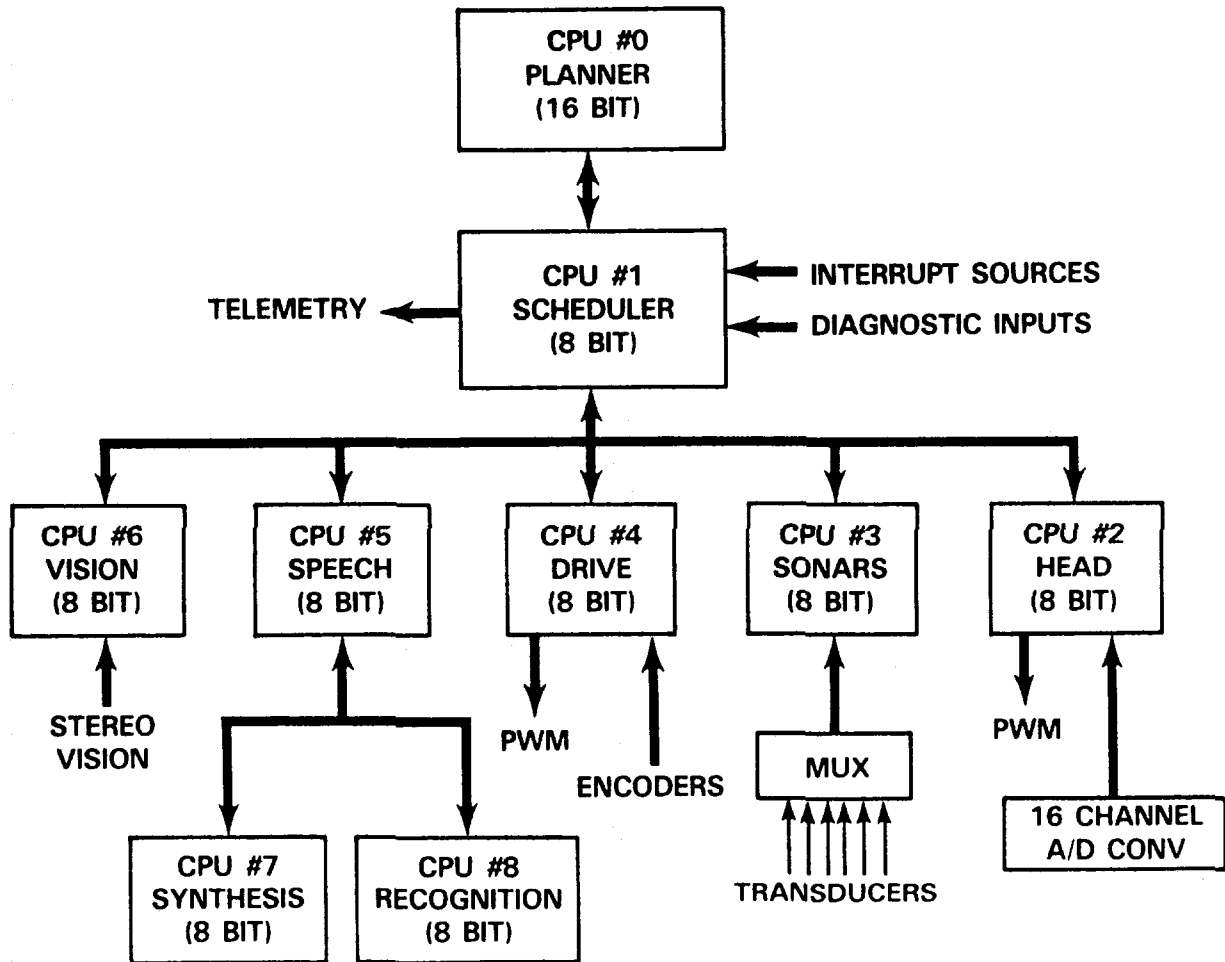 CPU #0
PLANNER
(16 BIT)
CPU #1
SCHEDULER
(8 BIT)
TELEMETRY
INTERRUPT SOURCES
DIAGNOSTIC INPUTS
CPU #6
VISION
(8 BIT)
CPU #5
SPEECH
(8 BIT)
CPU #4
DRIVE
(8 BIT)
CPU #3
SONARS
(8 BIT)
CPU #2
HEAD
(8 BIT)
STEREO
VISION
PWM
ENCODERS
MUX
TRANSDUCERS
PWM
16 CHANNEL
A/D CONV
CPU #7
SYNTHESIS
(8 BIT)
CPU #8
RECOGNITION
(8 BIT)